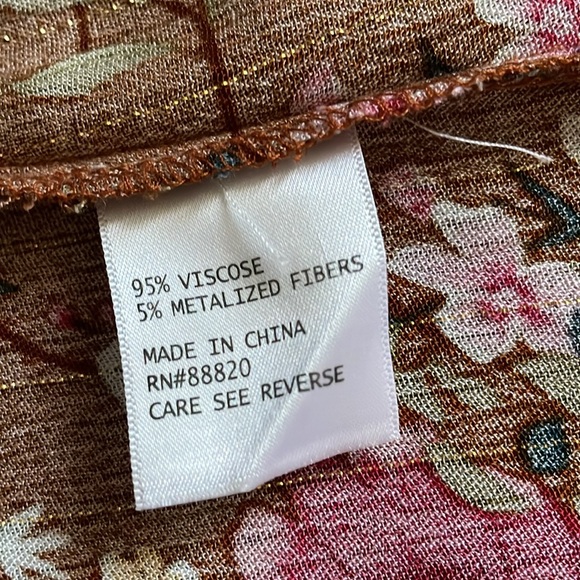 95% VISCOSE
5% METALIZED FIBERS
MADE IN CHINA
RN#88820
CARE SEE REVERSE